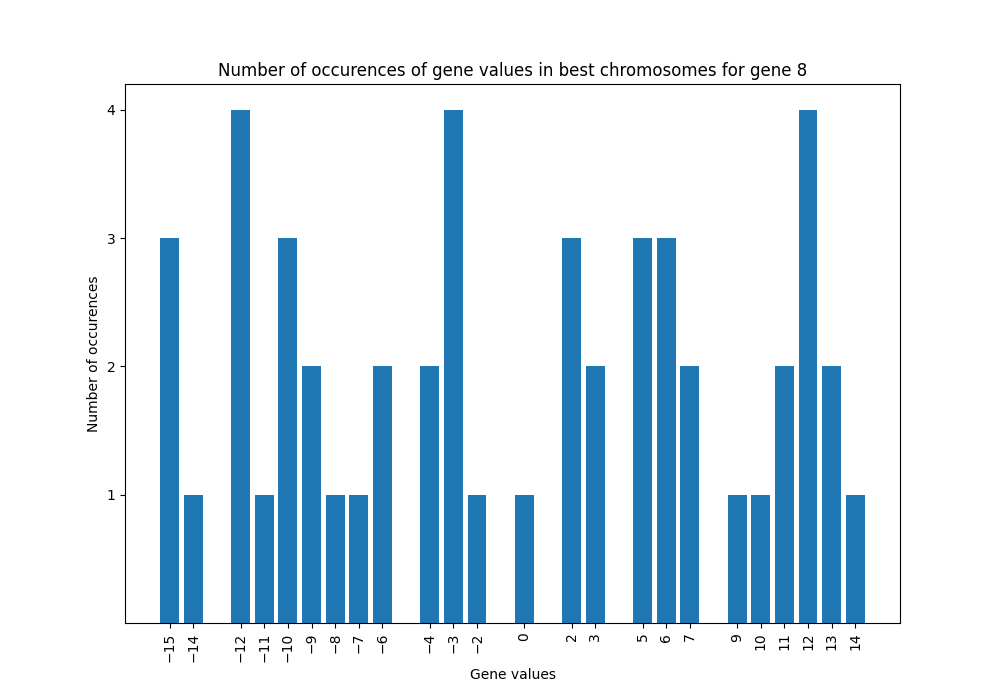 Number of occurences of gene values in best chromosomes for gene 8
4
3
2
1
Number of occurences
−15 −14 −12 −11 −10 −9 −8 −7 −6 −4 −3 −2 0 2 3 5 6 7 9 10 11 12 13 14
Gene values